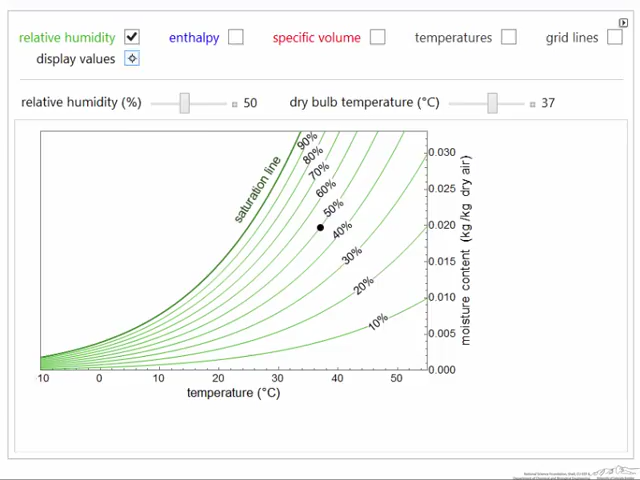 relative humidity enthalpy specific volume temperatures grid lines
display values
relative humidity (%) 50 dry bulb temperature (°C) 37
saturation line
90%
80%
70%
60%
50%
40%
30%
20%
10%
0.030
0.025
0.020
0.015
0.010
0.005
0.000
moisture content (kg/kg dry air)
10 0 10 20 30 40 50
temperature (°C)